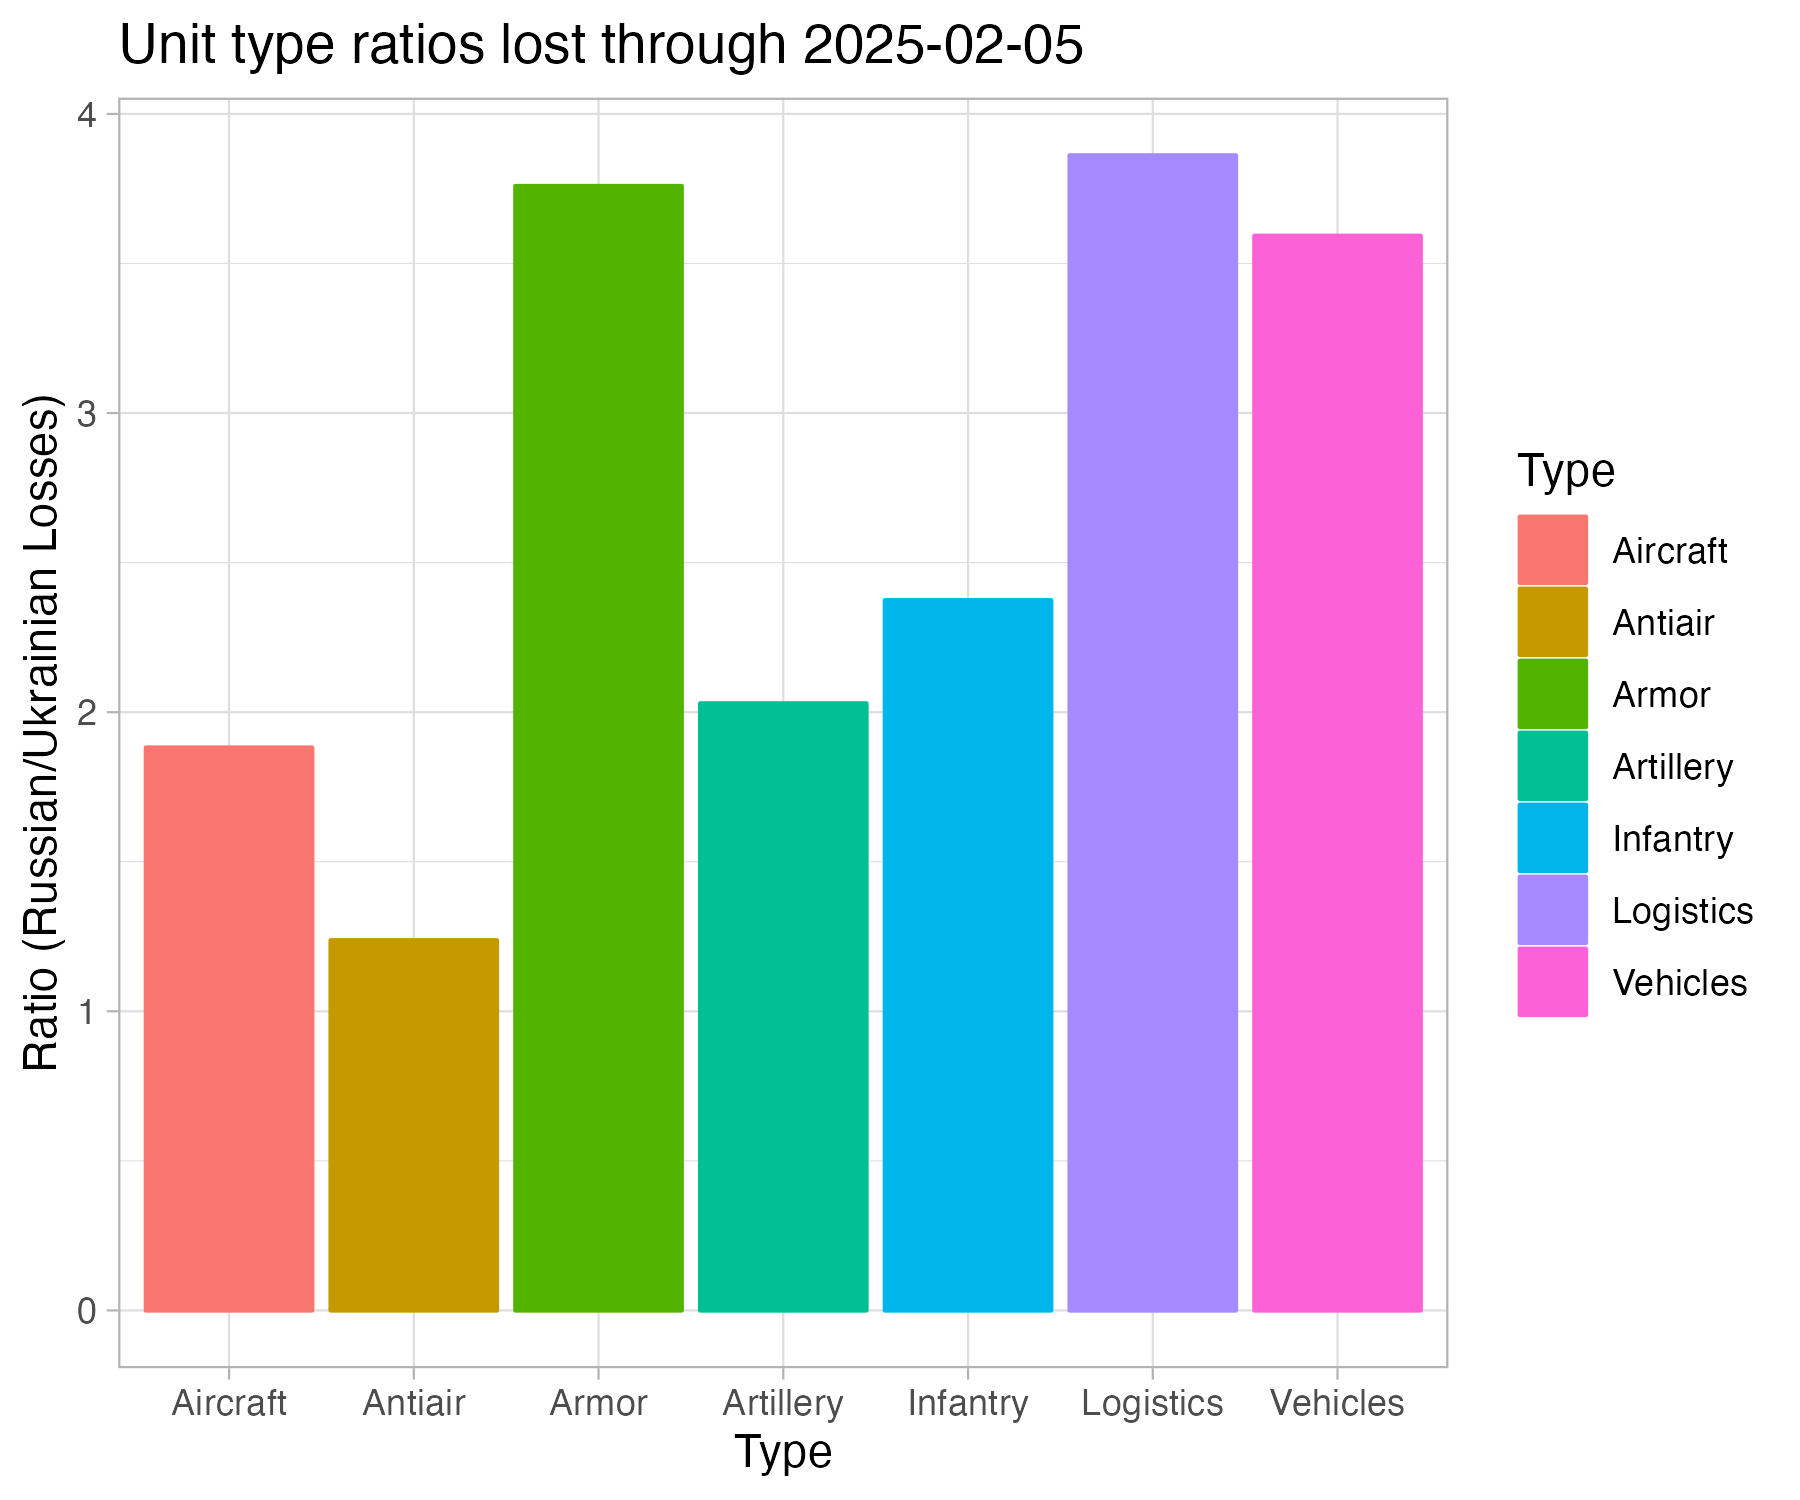 Unit type ratios lost through 2025-02-05
Ratio (Russian/Ukrainian Losses)
4
3
2
1
0
Aircraft
Antiair
Armor
Artillery
Infantry
Logistics
Vehicles
Type
Type
Aircraft
Antiair
Armor
Artillery
Infantry
Logistics
Vehicles